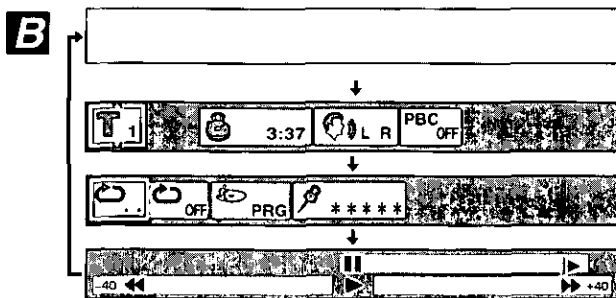 B
T 1 3:37 L R PBC OFF
. . OFF PRG * * * * *
-40 +40